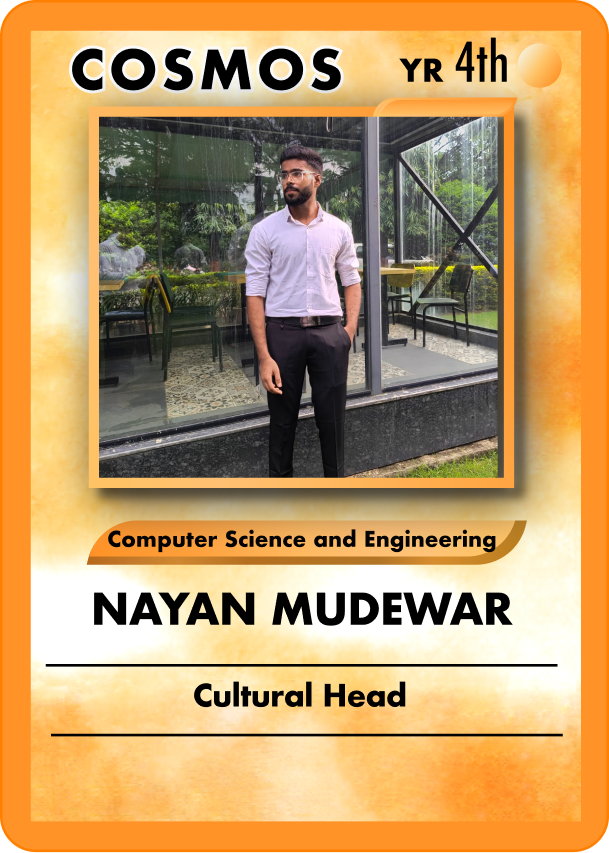 COSMOS YR 4th
Computer Science and Engineering
NAYAN MUDEWAR
Cultural Head